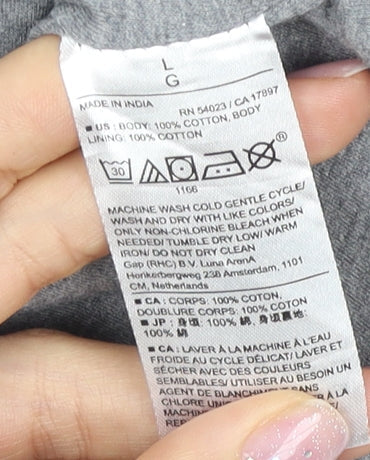 L
G
MADE IN INDIA RN 54023 / CA 17897
■ US : BODY: 100% COTTON, BODY
LINING: 100% COTTON
30
®
1166
MACHINE WASH COLD GENTLE CYCLE/
WASH AND DRY WITH LIKE COLORS/
ONLY NON-CHLORINE BLEACH WHEN
NEEDED/ TUMBLE DRY LOW/ WARM
IRON/ DO NOT DRY CLEAN
Gap (RHC) B.V. Luna ArenA
Herikerbergweg 238 Amsterdam, 1101
CM, Netherlands
■ CA : CORPS: 100% COTON,
DOUBLURE CORPS: 100% COTON
■ JP : 身頃: 100% 綿, 身頃裏地:
100% 綿
■ CA : LAVER À LA MACHINE À L'EAU
FROIDE AU CYCLE DÉLICAT/ LAVER ET
SÉCHER AVEC DES COULEURS
SEMBLABLES/ UTILISER AU BESOIN UN
AGENT DE BLANCHIMENT SANS
CHLORE
MACHINE
REPASS